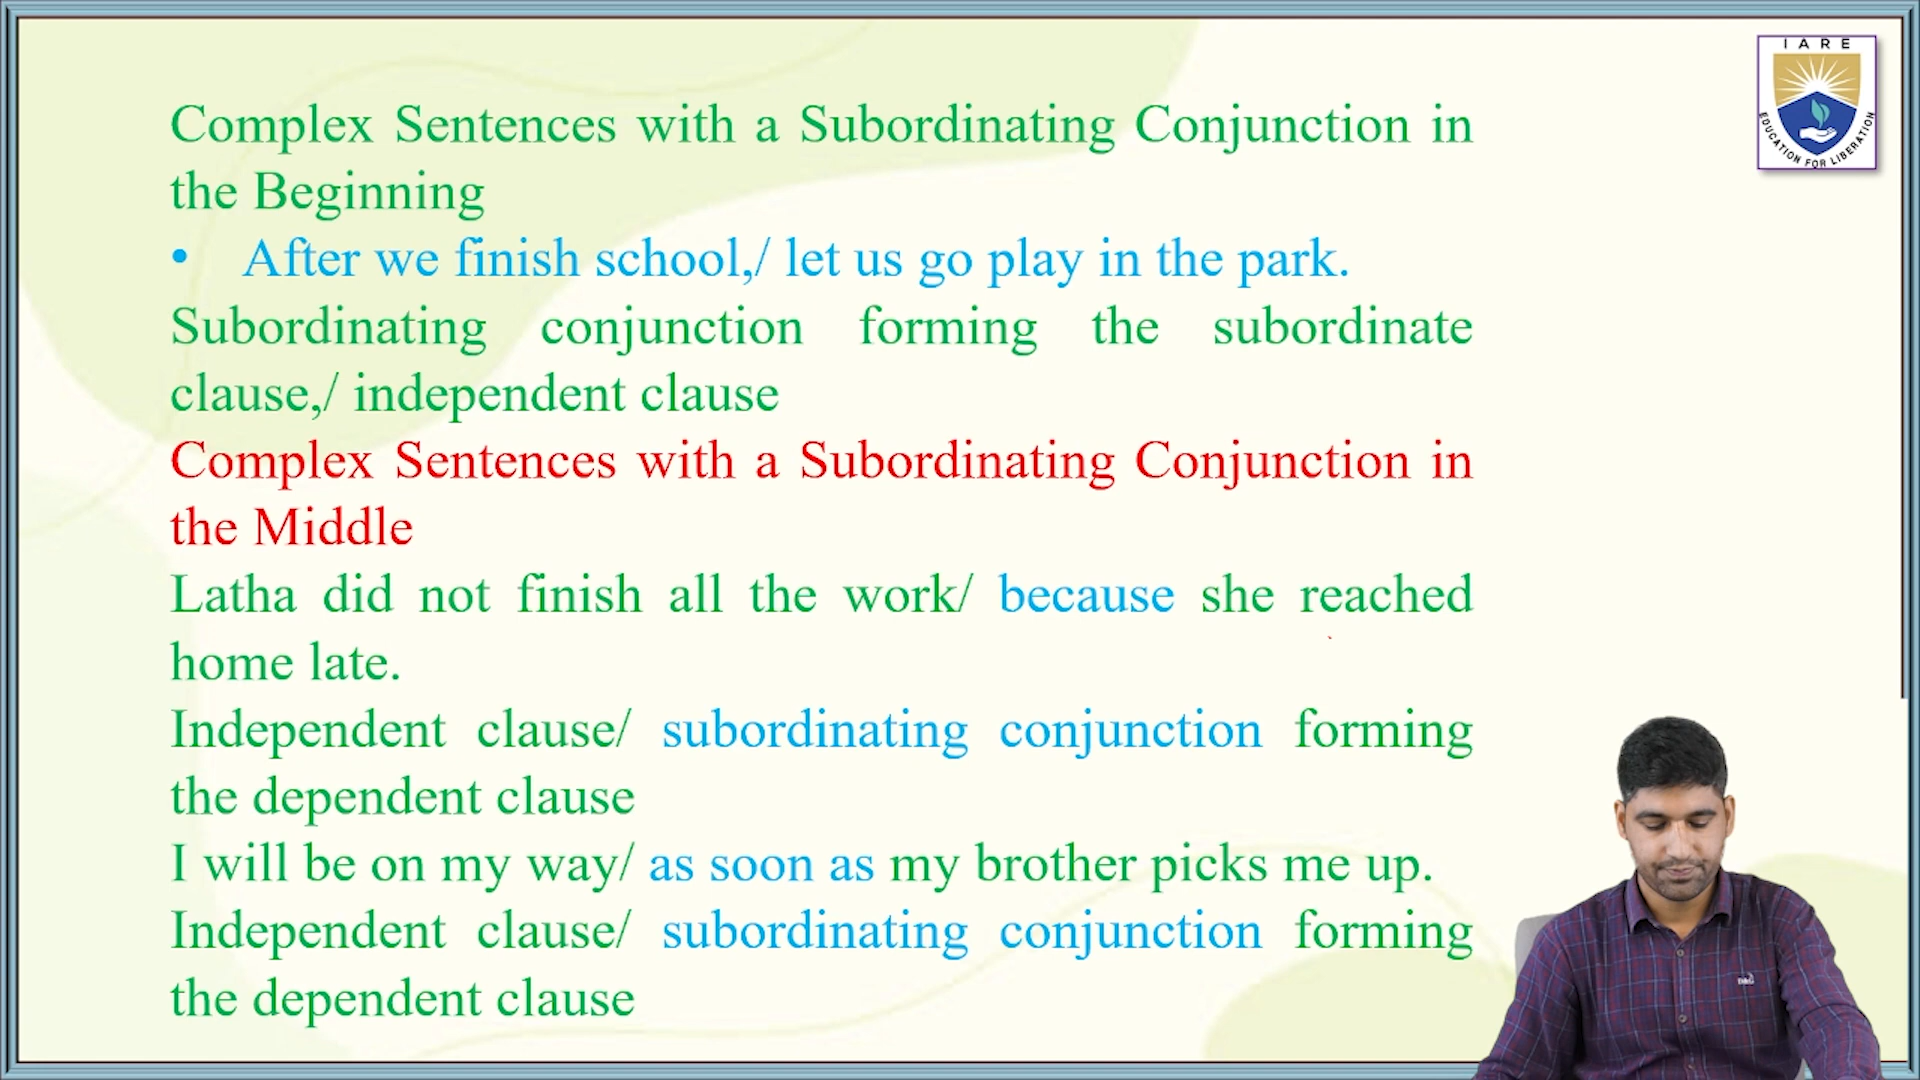 IARE
EDUCATION FOR LIBERATION
Complex Sentences with a Subordinating Conjunction in
the Beginning
• After we finish school,/ let us go play in the park.
Subordinating conjunction forming the subordinate
clause,/ independent clause
Complex Sentences with a Subordinating Conjunction in
the Middle
Latha did not finish all the work/ because she reached
home late.
Independent clause/ subordinating conjunction forming
the dependent clause
I will be on my way/ as soon as my brother picks me up.
Independent clause/ subordinating conjunction forming
the dependent clause